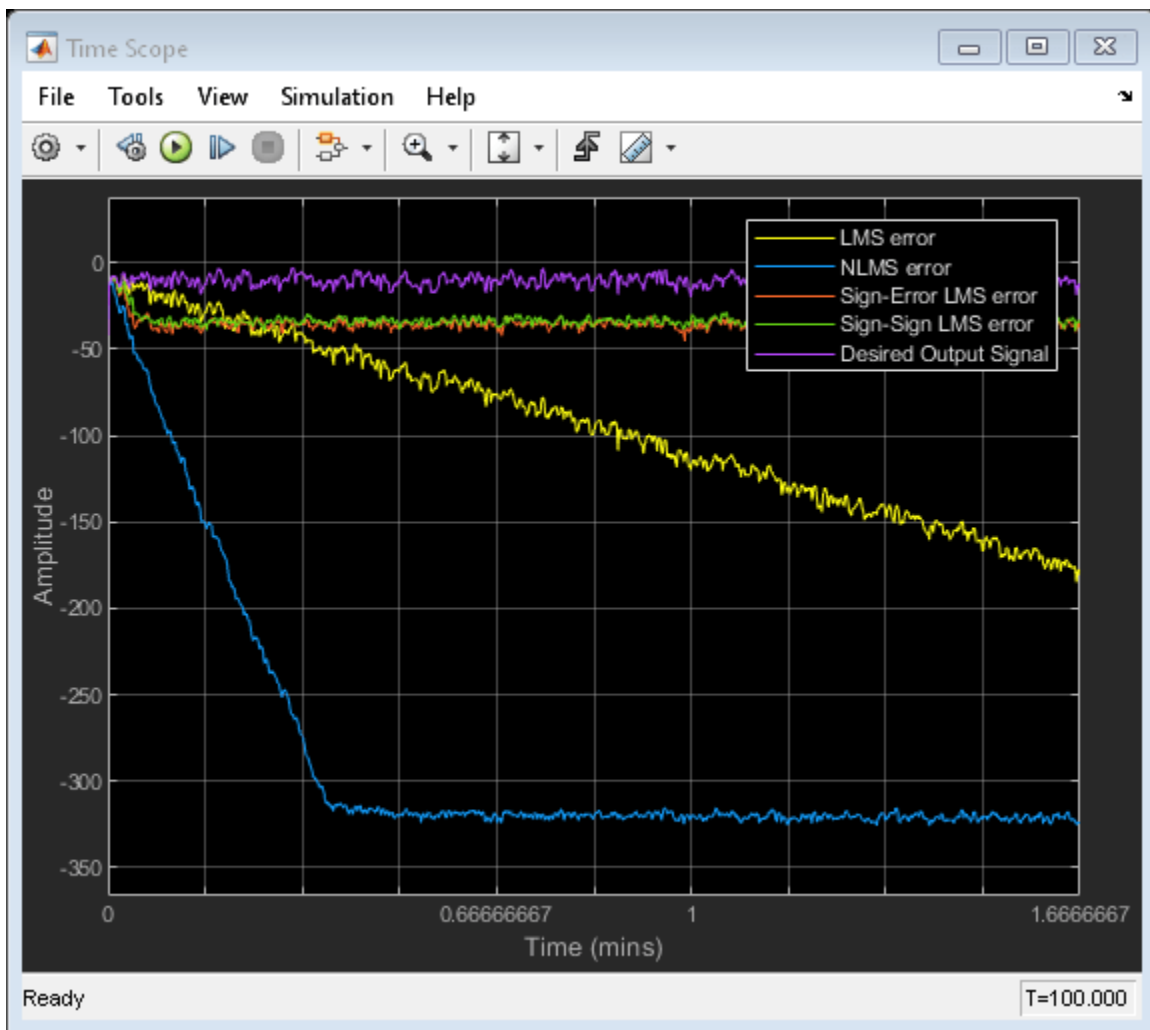 Time Scope
File Tools View Simulation Help
LMS error
NLMS error
Sign-Error LMS error
Sign-Sign LMS error
Desired Output Signal
Amplitude
0
-50
-100
-150
-200
-250
-300
-350
0 0.66666667 1 1.6666667
Time (mins)
Ready T=100.000